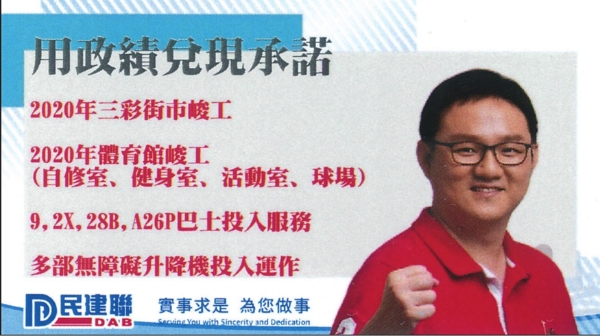 用政績兌現承諾
2020年三彩街市峻工
2020年體育館峻工
(自修室、健身室、活動室、球場)
9,2X,28B,A26P巴士投入服務
多部無障礙升降機投入運作
民建聯
DAB
實事求是 為您做事
Serving You with Sincerity and Dedication